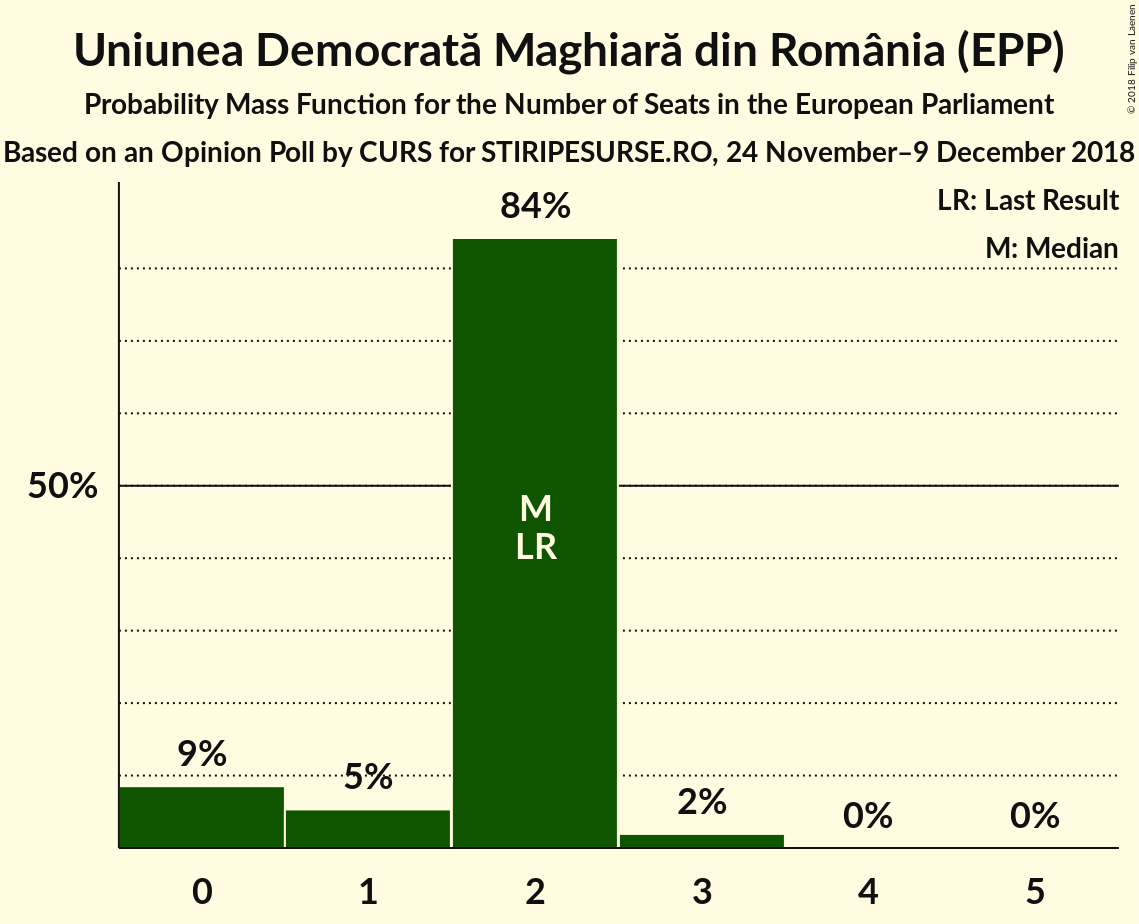 Uniunea Democrată Maghiară din România (EPP)
Probability Mass Function for the Number of Seats in the European Parliament
Based on an Opinion Poll by CURS for STIRIPESURSE.RO, 24 November–9 December 2018
© 2018 Filip van Laenen
LR: Last Result
M: Median
84%
50%
M
LR
9%
5%
2%
0%
0%
0
1
2
3
4
5